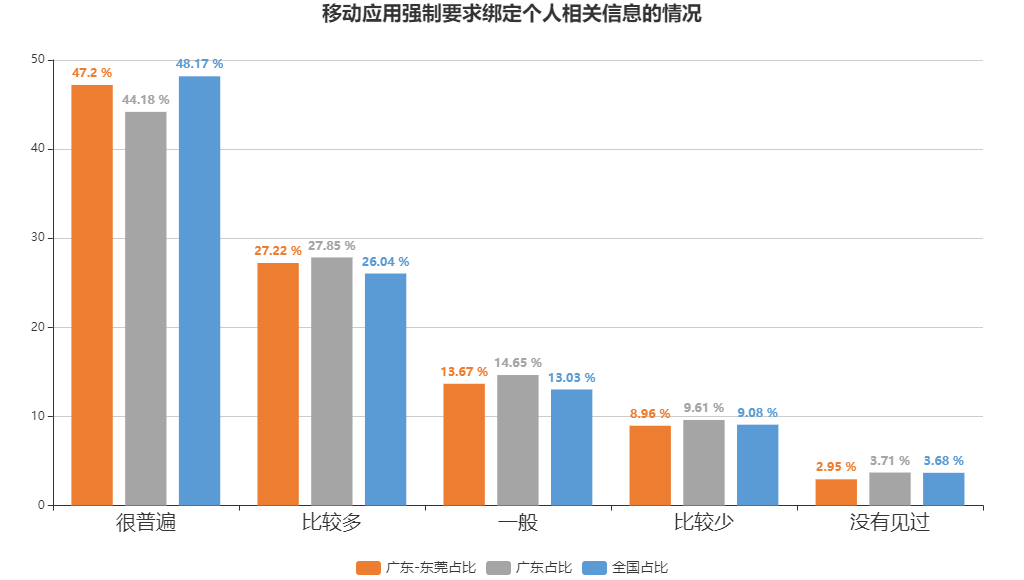 移动应用强制要求绑定个人相关信息的情况
50
40
30
20
10
0
47.2 %
44.18 %
48.17 %
27.22 %
27.85 %
26.04 %
13.67 %
14.65 %
13.03 %
8.96 %
9.61 %
9.08 %
2.95 %
3.71 %
3.68 %
很普遍
比较多
一般
比较少
没有见过
广东-东莞占比
广东占比
全国占比